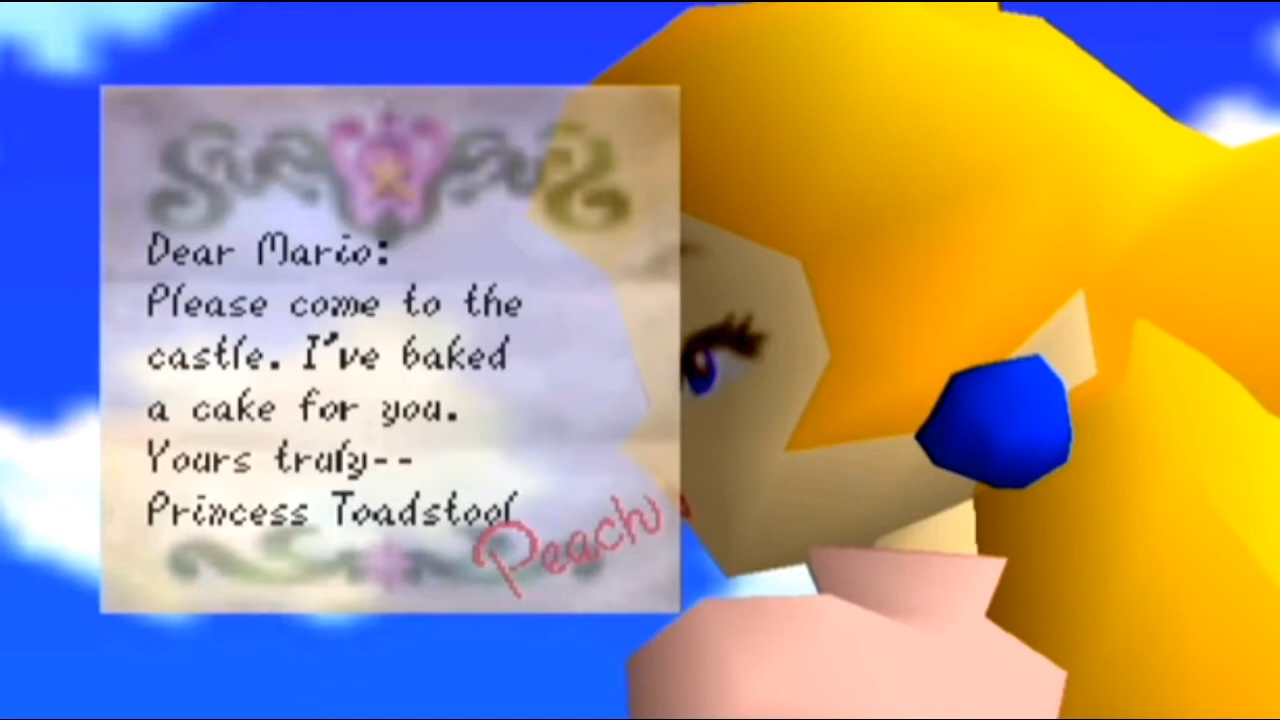 Dear Mario:
Please come to the
castle. I've baked
a cake for you.
Yours truly--
Princess Toadstool
Peach